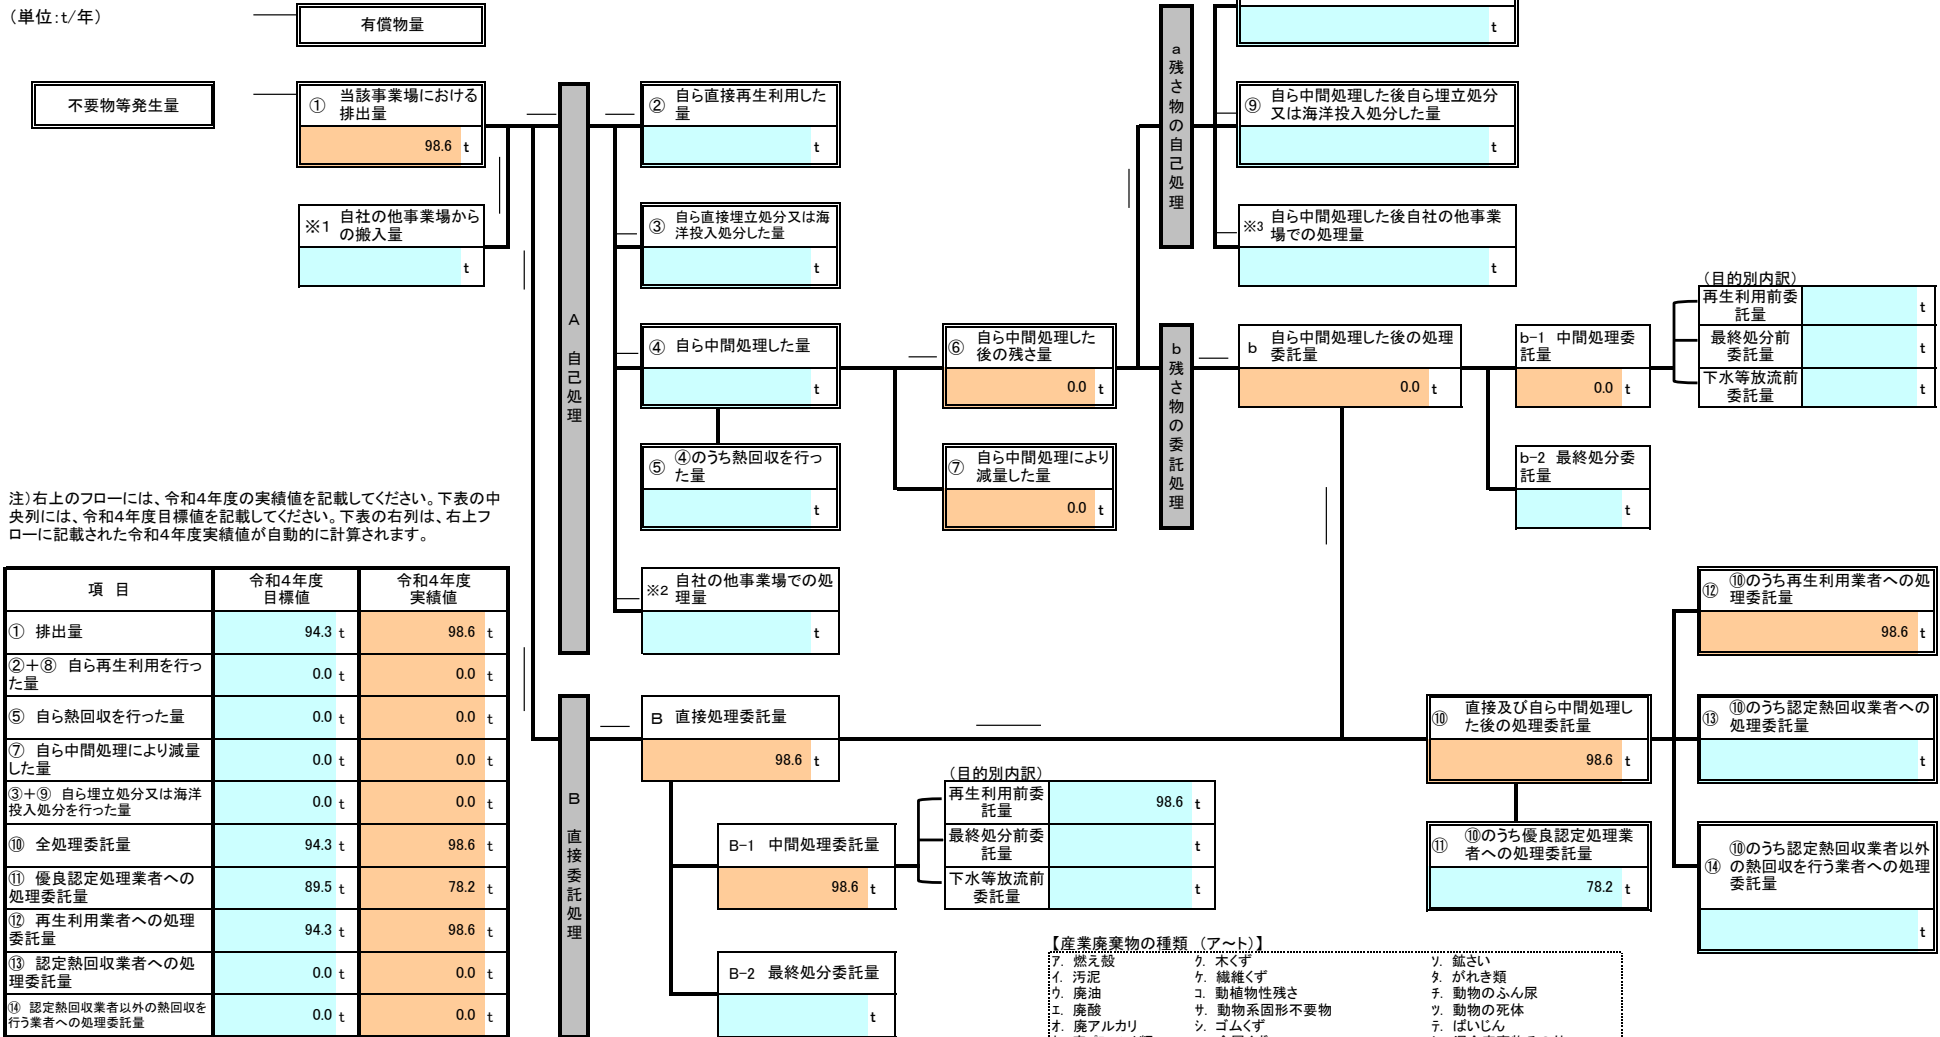 (単位:t/年)
有償物量
t
不要物等発生量
① 当該事業場における
排出量
98.6 t
※1 自社の他事業場から
の搬入量
t
A 自己処理
② 自ら直接再生利用した
量
t
③ 自ら直接埋立処分又は海
洋投入処分した量
t
④ 自ら中間処理した量
t
⑤ ④のうち熱回収を行っ
た量
t
※2 自社の他事業場での処
理量
t
⑥ 自ら中間処理した
後の残さ量
0.0 t
⑦ 自ら中間処理により
減量した量
0.0 t
a 残さ物の自己処理
⑨ 自ら中間処理した後自ら埋立処分
又は海洋投入処分した量
t
※3 自ら中間処理した後自社の他事業
場での処理量
t
b 残さ物の委託処理
b 自ら中間処理した後の処理
委託量
0.0 t
b-1 中間処理委
託量
0.0 t
b-2 最終処分委
託量
t
(目的別内訳)
再生利用前委
託量 t
最終処分前
委託量 t
下水等放流前
委託量 t
注)右上のフローには、令和4年度の実績値を記載してください。下表の中
央列には、令和4年度目標値を記載してください。下表の右列は、右上フ
ローに記載された令和4年度実績値が自動的に計算されます。
項 目 令和4年度 目標値 令和4年度 実績値
① 排出量 94.3 t 98.6 t
②+⑧ 自ら再生利用を行っ
た量 0.0 t 0.0 t
⑤ 自ら熱回収を行った量 0.0 t 0.0 t
⑦ 自ら中間処理により減量
した量 0.0 t 0.0 t
③+⑨ 自ら埋立処分又は海洋
投入処分を行った量 0.0 t 0.0 t
⑩ 全処理委託量 94.3 t 98.6 t
⑪ 優良認定処理業者への
処理委託量 89.5 t 78.2 t
⑫ 再生利用業者への処理
委託量 94.3 t 98.6 t
⑬ 認定熱回収業者への処
理委託量 0.0 t 0.0 t
⑭ 認定熱回収業者以外の熱回収を
行う業者への処理委託量 0.0 t 0.0 t
B 直接委託処理
B 直接処理委託量
98.6 t
B-1 中間処理委託量
98.6 t
B-2 最終処分委託量
t
(目的別内訳)
再生利用前委
託量 98.6 t
最終処分前委
託量 t
下水等放流前
委託量 t
⑩ 直接及び自ら中間処理し
た後の処理委託量
98.6 t
⑪ ⑩のうち優良認定処理業
者への処理委託量
78.2 t
⑫ ⑩のうち再生利用業者への処
理委託量
98.6 t
⑬ ⑩のうち認定熱回収業者への
処理委託量
t
⑭ ⑩のうち認定熱回収業者以外
の熱回収を行う業者への処理
委託量
t
【産業廃棄物の種類 (ア~ト)】
ア. 燃え殻 ク. 木くず ソ. 鉱さい
イ. 汚泥 ケ. 繊維くず タ. がれき類
ウ. 廃油 コ. 動植物性残さ チ. 動物のふん尿
エ. 廃酸 サ. 動物系固形不要物 ツ. 動物の死体
オ. 廃アルカリ シ. ゴムくず テ. ばいじん